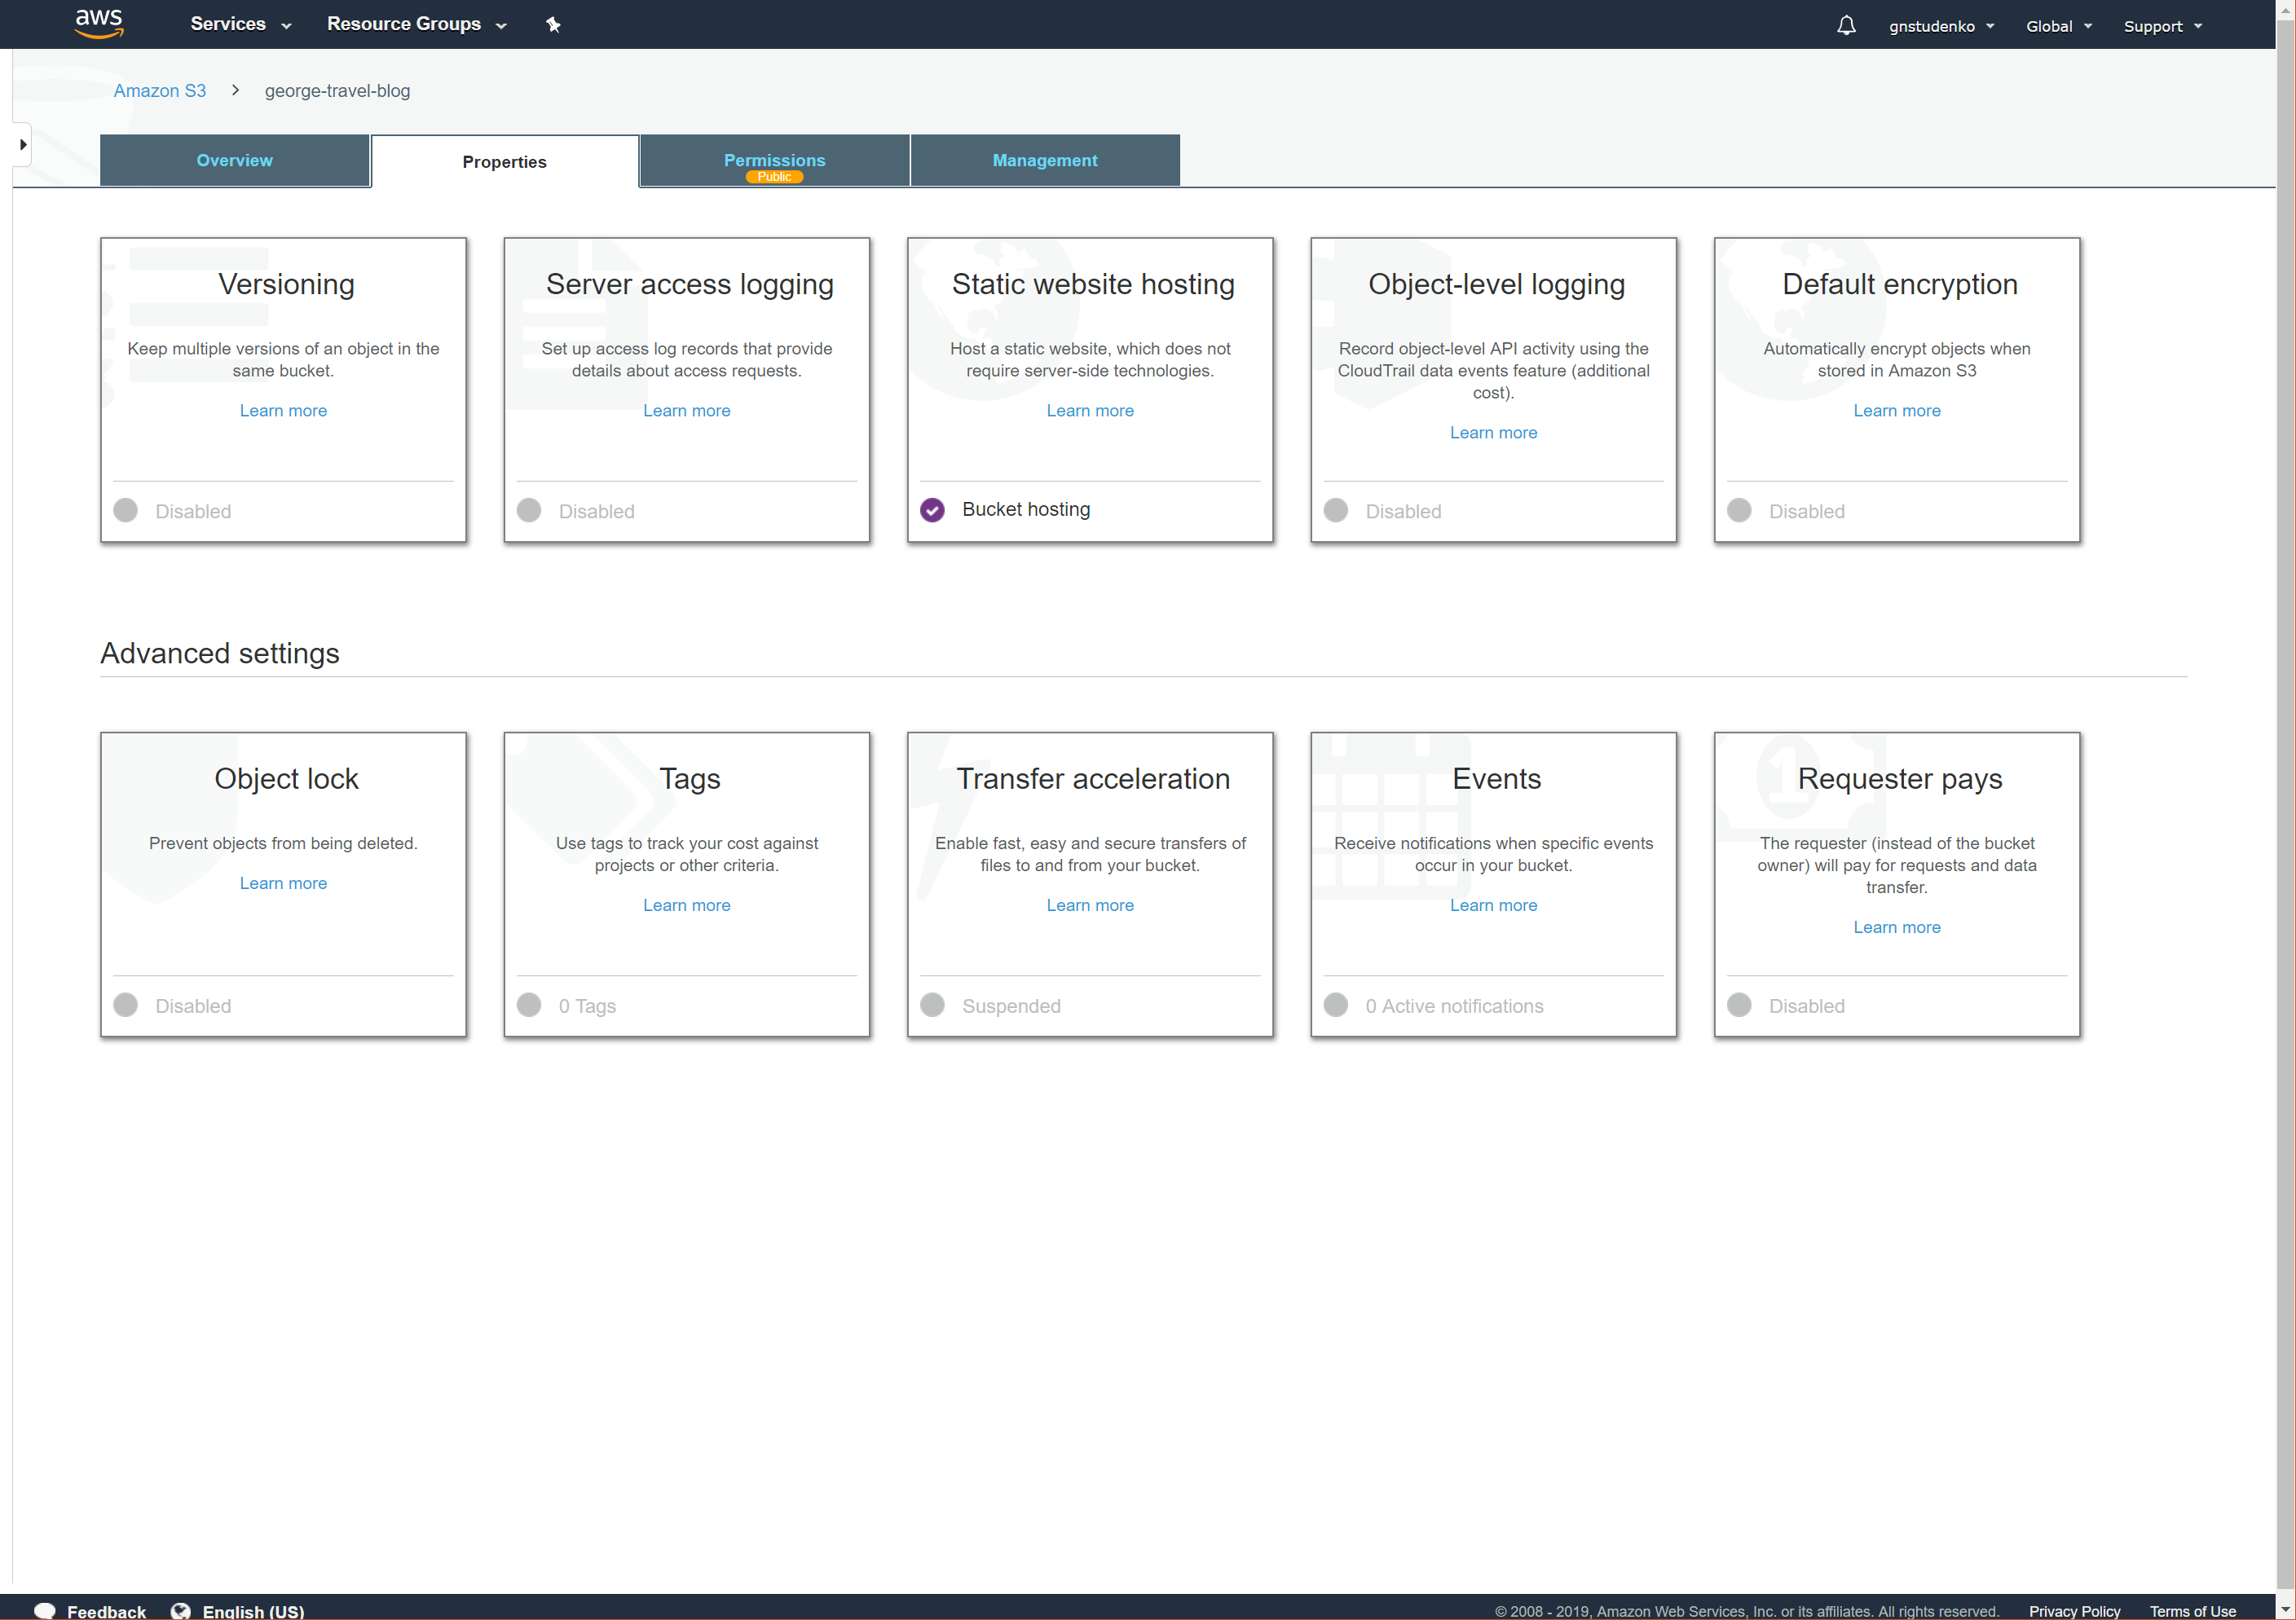 aws Services Resource Groups gnstudenko Global Support
Amazon S3 > george-travel-blog
Overview Properties Permissions Management
Public
Versioning
Keep multiple versions of an object in the
same bucket.
Learn more
Disabled
Server access logging
Set up access log records that provide
details about access requests.
Learn more
Disabled
Static website hosting
Host a static website, which does not
require server-side technologies.
Learn more
Bucket hosting
Object-level logging
Record object-level API activity using the
CloudTrail data events feature (additional
cost).
Learn more
Disabled
Default encryption
Automatically encrypt objects when
stored in Amazon S3
Learn more
Disabled
Advanced settings
Object lock
Prevent objects from being deleted.
Learn more
Disabled
Tags
Use tags to track your cost against
projects or other criteria.
Learn more
0 Tags
Transfer acceleration
Enable fast, easy and secure transfers of
files to and from your bucket.
Learn more
Suspended
Events
Receive notifications when specific events
occur in your bucket.
Learn more
0 Active notifications
Requester pays
The requester (instead of the bucket
owner) will pay for requests and data
transfer.
Learn more
Disabled
Feedback English (US) © 2008 - 2019, Amazon Web Services, Inc. or its affiliates. All rights reserved. Privacy Policy Terms of Use